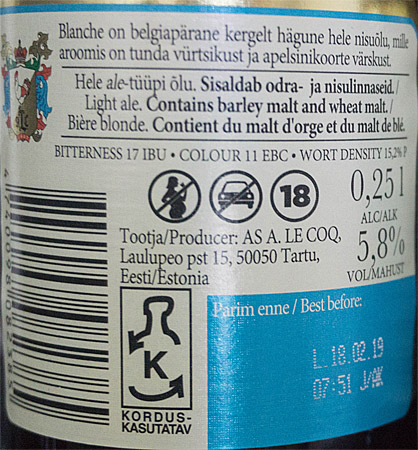 Blanche on belgiapärane kergelt hägune hele nisuõlu, mille
aroomis on tunda vürtsikust ja apelsinikoorte värskust.
Hele ale-tüüpi õlu. Sisaldab odra- ja nisulinnaseid./
Light ale. Contains barley malt and wheat malt./
Bière blonde. Contient du malt d'orge et du malt de blé.
BITTERNESS 17 IBU • COLOUR 11 EBC • WORT DENSITY 15,2% P
18
0,25 l
ALC/ALK
5,8%
VOL/MAHUST
Tootja/Producer: AS A. LE COQ,
Laulupeo pst 15, 50050 Tartu,
Eesti/Estonia
K
KORDUS-
KASUTATAV
Parim enne / Best before:
L.18.02.19
07:51 J/AK